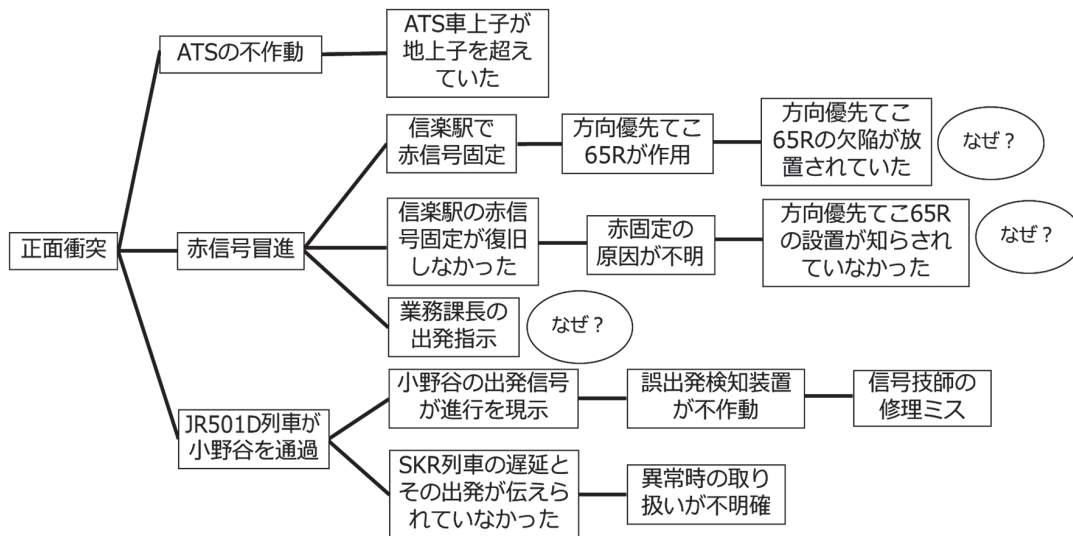 ATSの不作動
ATS車上子が
地上子を超え
ていた
正面衝突
赤信号冒進
信楽駅で
赤信号固定
方向優先てこ
65Rが作用
方向優先てこ
65Rの欠陥が放
置されていた
なぜ？
信楽駅の赤信
号固定が復旧
しなかった
赤固定の
原因が不明
方向優先てこ65R
の設置が知らされ
ていなかった
なぜ？
業務課長の
出発指示
なぜ？
JR501D列車が
小野谷を通過
小野谷の出発信号
が進行を現示
誤出発検知装置
が不作動
信号技師の
修理ミス
SKR列車の遅延と
その出発が伝えら
れていなかった
異常時の取り
扱いが不明確